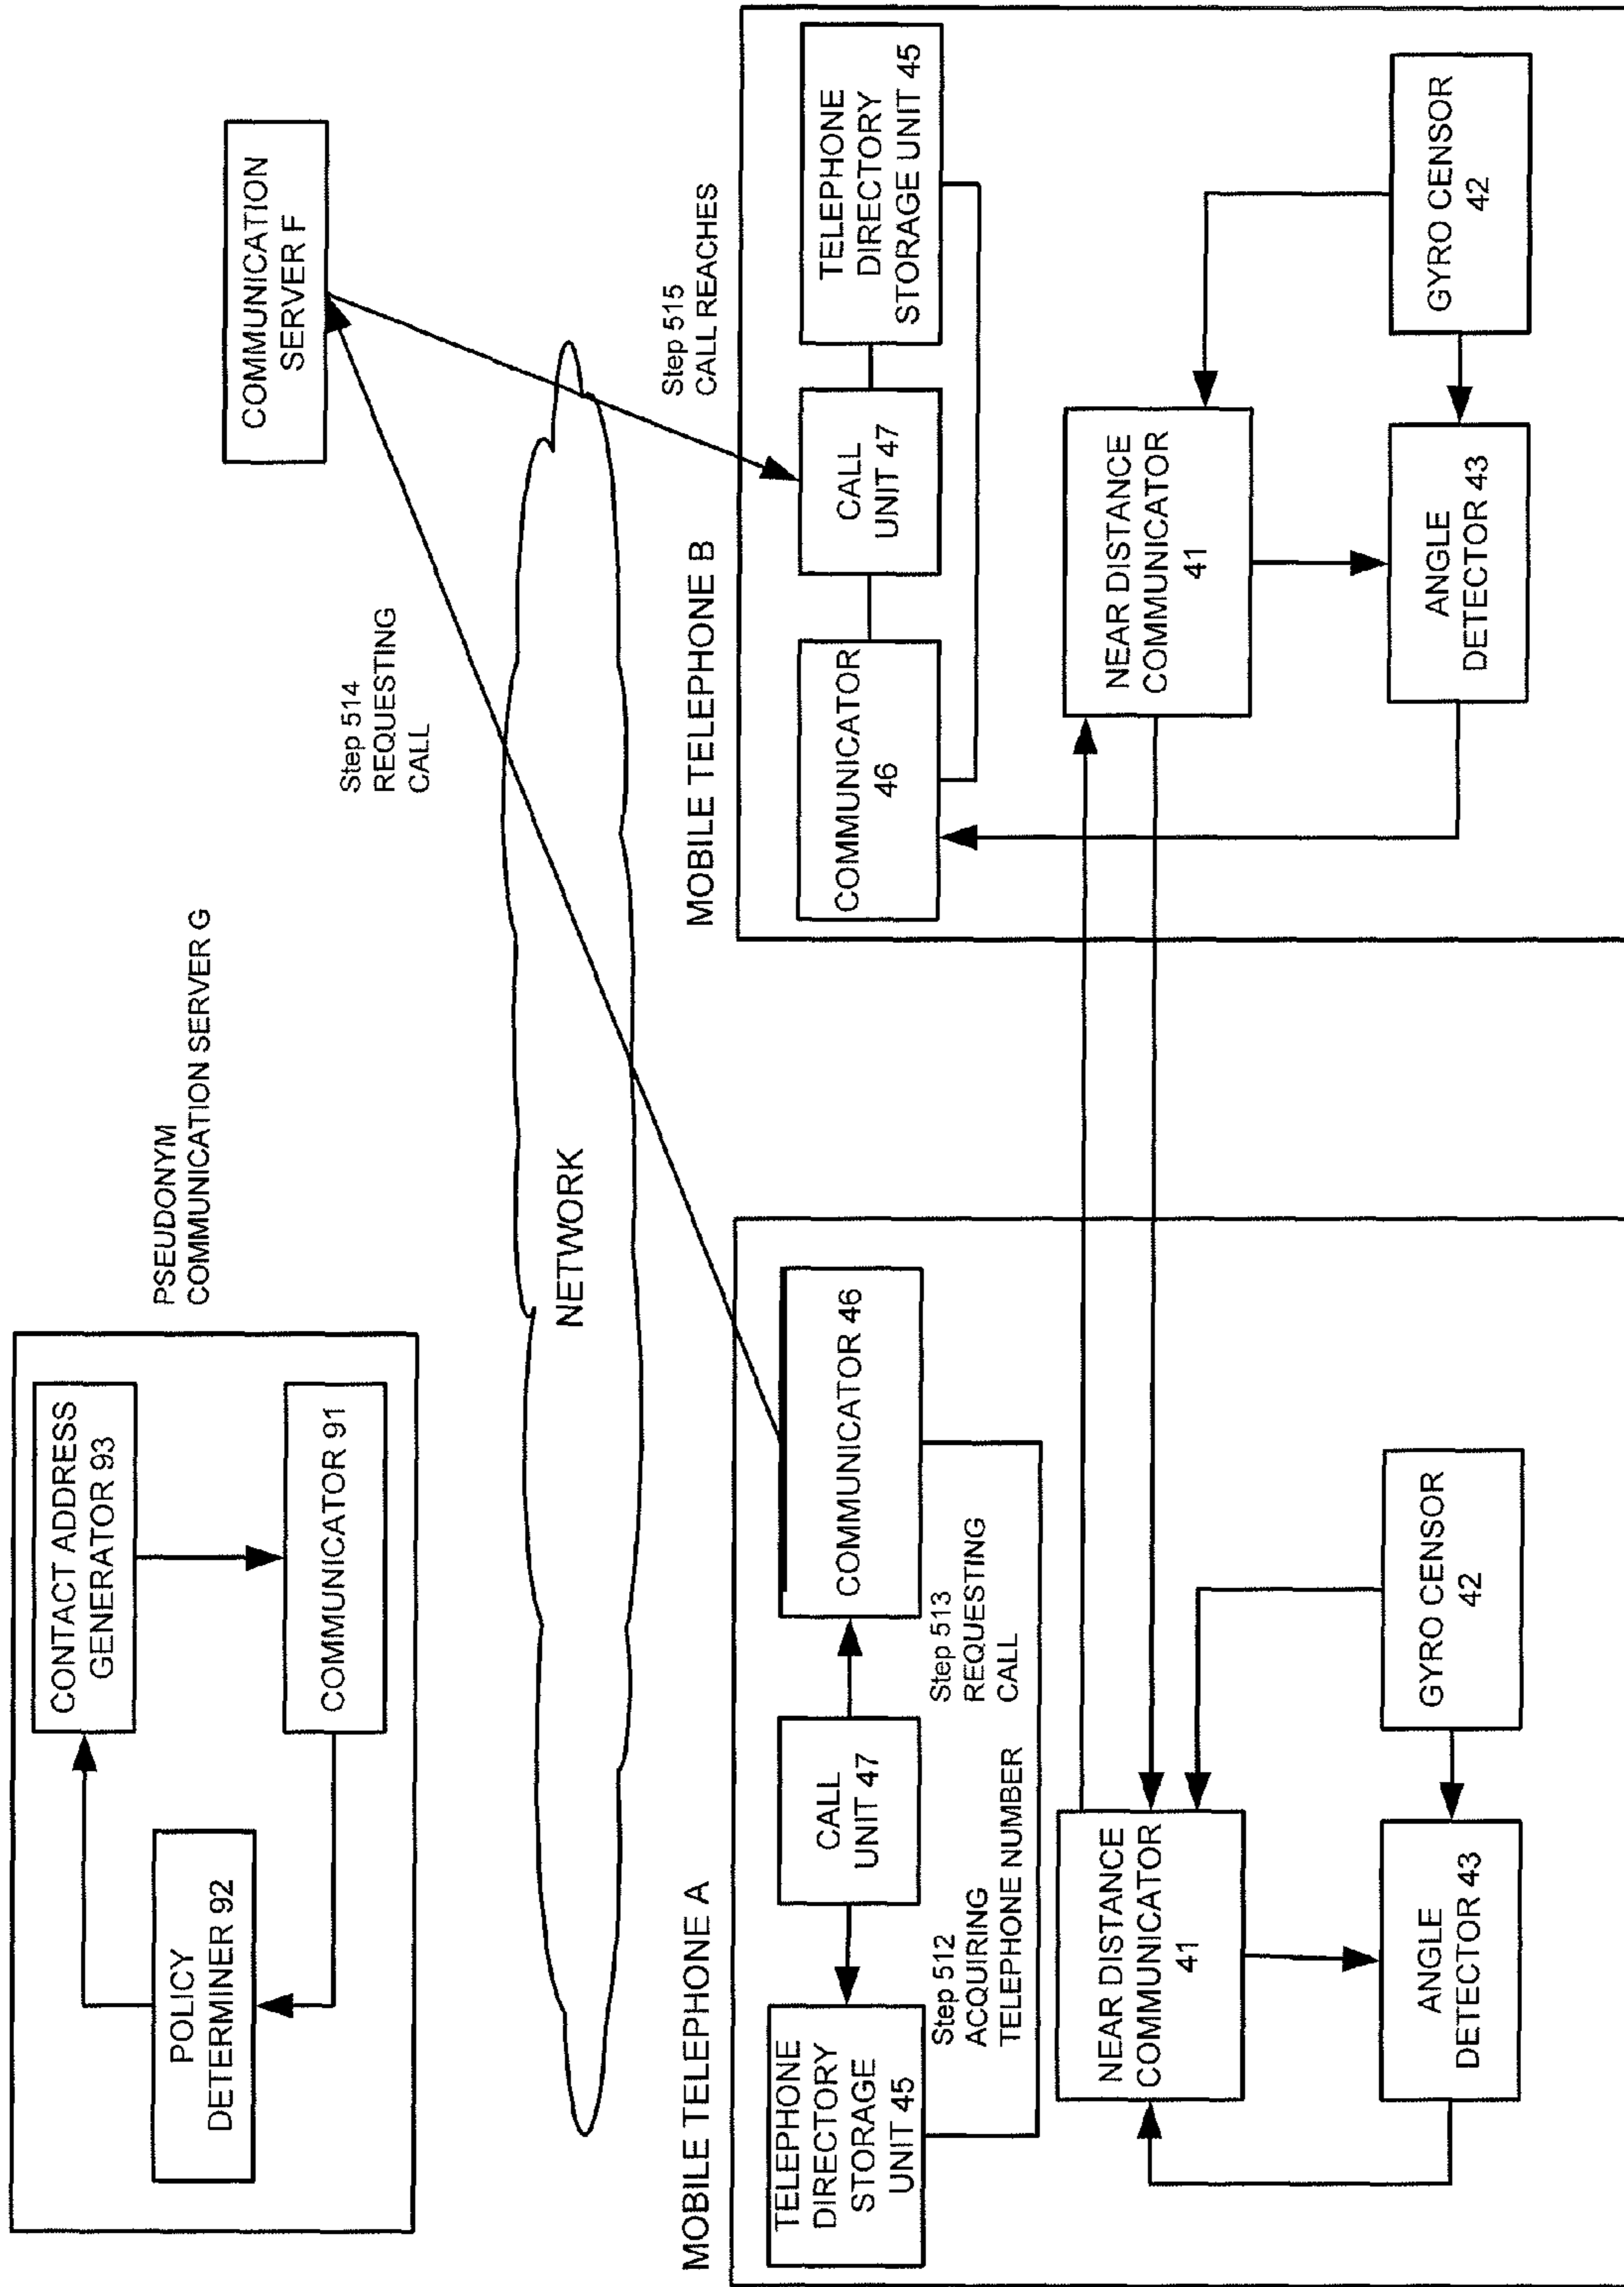 PSEUDONYM
COMMUNICATION SERVER G
CONTACT ADDRESS
GENERATOR 93
POLICY
DETERMINER 92
COMMUNICATOR 91
COMMUNICATION
SERVER F
Step 514
REQUESTING
CALL
NETWORK
Step 515
CALL REACHES
MOBILE TELEPHONE A
TELEPHONE
DIRECTORY
STORAGE
UNIT 45
CALL
UNIT 47
COMMUNICATOR 46
Step 512
ACQUIRING
TELEPHONE NUMBER
Step 513
REQUESTING
CALL
NEAR DISTANCE
COMMUNICATOR
41
ANGLE
DETECTOR 43
GYRO CENSOR
42
MOBILE TELEPHONE B
COMMUNICATOR
46
CALL
UNIT 47
TELEPHONE
DIRECTORY
STORAGE UNIT 45
NEAR DISTANCE
COMMUNICATOR
41
ANGLE
DETECTOR 43
GYRO CENSOR
42